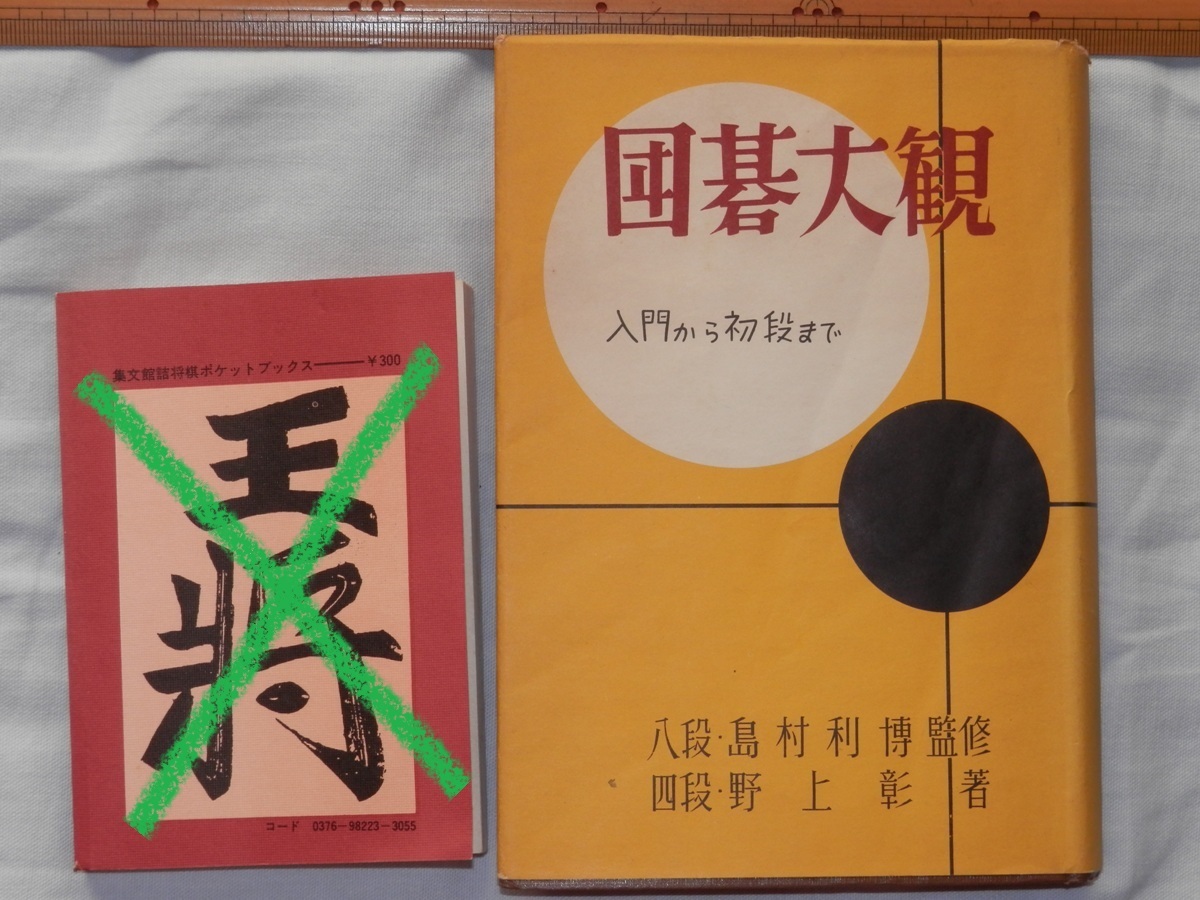 集文館詰将棋ポケットブックス――――¥300
王將
コード 0376-98223-3055
囲碁大観
入門から初段まで
八段・島村利博監修
四段・野上彰著